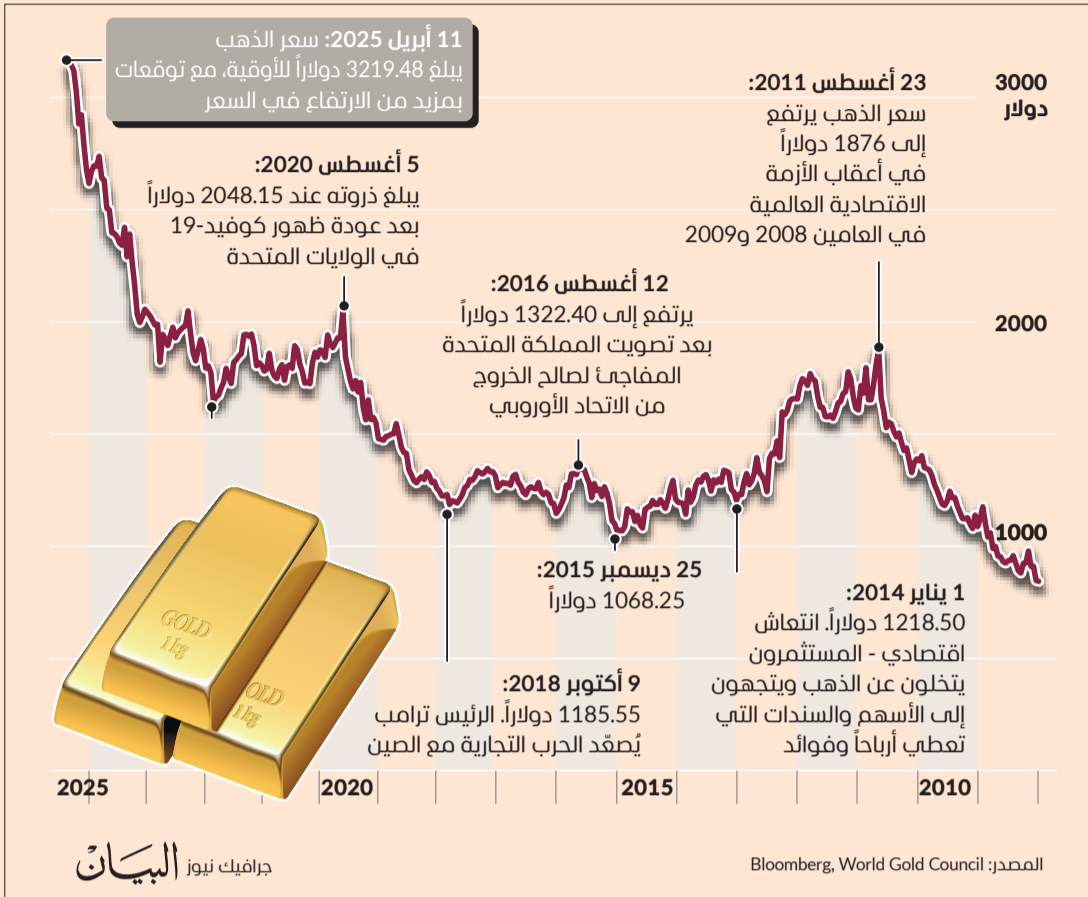 11 أبريل 2025: سعر الذهب
يبلغ 3219.48 دولاراً للأوقية، مع توقعات
بمزيد من الارتفاع في السعر
23 أغسطس 2011:
سعر الذهب يرتفع
إلى 1876 دولاراً
في أعقاب الأزمة
الاقتصادية العالمية
في العامين 2008 و2009
3000
دولار
5 أغسطس 2020:
يبلغ ذروته عند 2048.15 دولاراً
بعد عودة ظهور كوفيد-19
في الولايات المتحدة
12 أغسطس 2016:
يرتفع إلى 1322.40 دولاراً
بعد تصويت المملكة المتحدة
المفاجئ لصالح الخروج
من الاتحاد الأوروبي
2000
1000
25 ديسمبر 2015:
1068.25 دولاراً
1 يناير 2014:
1218.50 دولاراً. انتعاش
اقتصادي - المستثمرون
يتخلون عن الذهب ويتجهون
إلى الأسهم والسندات التي
تعطي أرباحاً وفوائد
9 أكتوبر 2018:
1185.55 دولاراً. الرئيس ترامب
يُصعّد الحرب التجارية مع الصين
GOLD
1 kg
OLD
1 kg
2010
2015
2020
2025
المصدر: Bloomberg, World Gold Council
جرافيك نيوز البيان